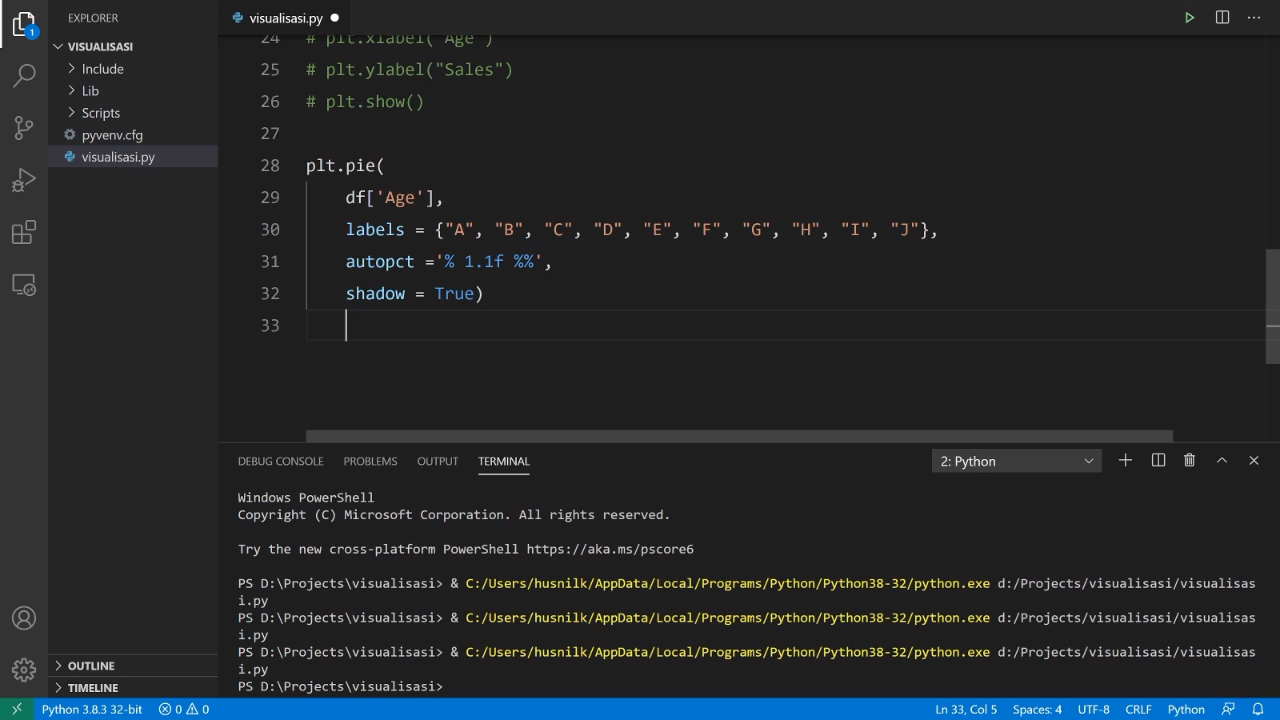 EXPLORER
visualisasi.py
VISUALISASI
Include
Lib
Scripts
pyvenv.cfg
visualisasi.py
24 # plt.xlabel("Age")
25 # plt.ylabel("Sales")
26 # plt.show()
27
28 plt.pie(
29 df['Age'],
30 labels = {"A", "B", "C", "D", "E", "F", "G", "H", "I", "J"},
31 autopct ='% 1.1f %%',
32 shadow = True)
33
DEBUG CONSOLE PROBLEMS OUTPUT TERMINAL 2: Python
Windows PowerShell
Copyright (C) Microsoft Corporation. All rights reserved.
Try the new cross-platform PowerShell https://aka.ms/pscore6
PS D:\Projects\visualisasi> & C:/Users/husnilk/AppData/Local/Programs/Python/Python38-32/python.exe d:/Projects/visualisasi/visualisas
i.py
PS D:\Projects\visualisasi> & C:/Users/husnilk/AppData/Local/Programs/Python/Python38-32/python.exe d:/Projects/visualisasi/visualisas
i.py
PS D:\Projects\visualisasi> & C:/Users/husnilk/AppData/Local/Programs/Python/Python38-32/python.exe d:/Projects/visualisasi/visualisas
i.py
PS D:\Projects\visualisasi>
OUTLINE
TIMELINE
1
Python 3.8.3 32-bit 0 0 Ln 33, Col 5 Spaces: 4 UTF-8 CRLF Python